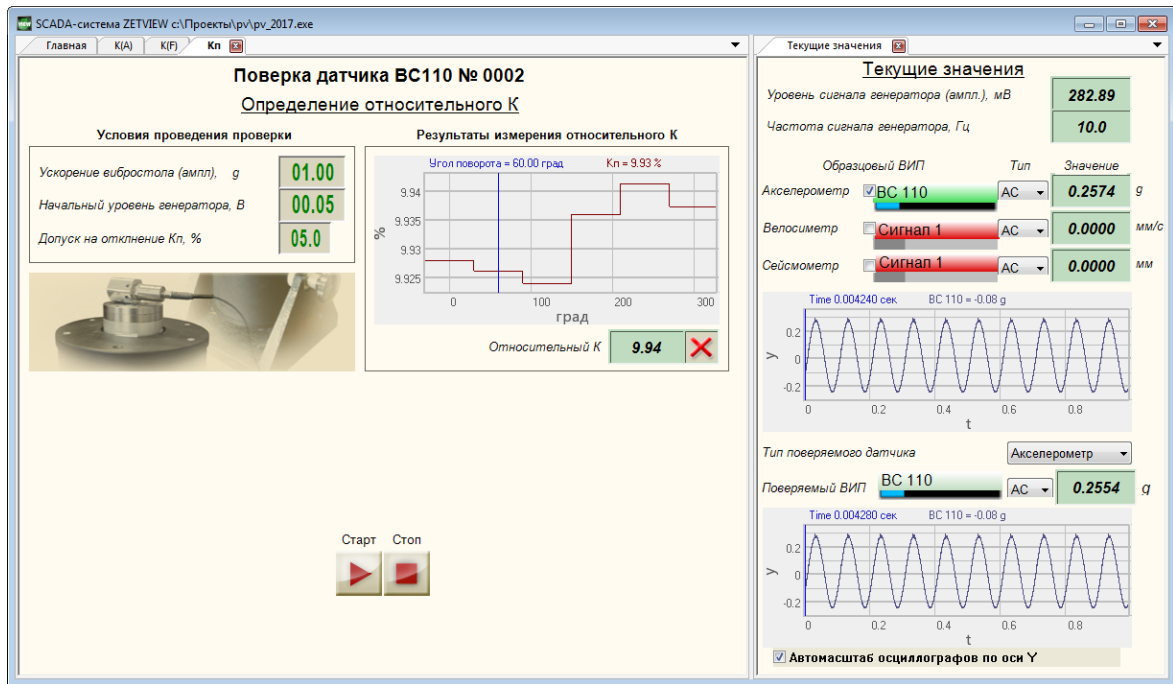 SCADA-система ZETVIEW c:\Проекты\pv\pv_2017.exe
Главная K(A) K(F) Кп
Поверка датчика ВС110 № 0002
Определение относительного К
Условия проведения проверки
Ускорение вибростола (ампл), g 01.00
Начальный уровень генератора, В 00.05
Допуск на отклнение Кп, % 05.0
Результаты измерения относительного К
Угол поворота = 60.00 град Кп = 9.93 %
9.94
9.935
9.93
9.925
%
0 100 200 300
град
Относительный К 9.94
Старт Стоп
Текущие значения
Текущие значения
Уровень сигнала генератора (ампл.), мВ 282.89
Частота сигнала генератора, Гц 10.0
Образцовый ВИП Тип Значение
Акселерометр ВС 110 AC 0.2574 g
Велосиметр Сигнал 1 AC 0.0000 мм/с
Сейсмометр Сигнал 1 AC 0.0000 мм
Time 0.004240 сек BC 110 = -0.08 g
0.2
0
-0.2
y
0 0.2 0.4 0.6 0.8
t
Тип поверяемого датчика Акселерометр
Поверяемый ВИП ВС 110 AC 0.2554 g
Time 0.004280 сек BC 110 = -0.08 g
0.2
0
-0.2
y
0 0.2 0.4 0.6 0.8
t
Автомасштаб осциллографов по оси Y